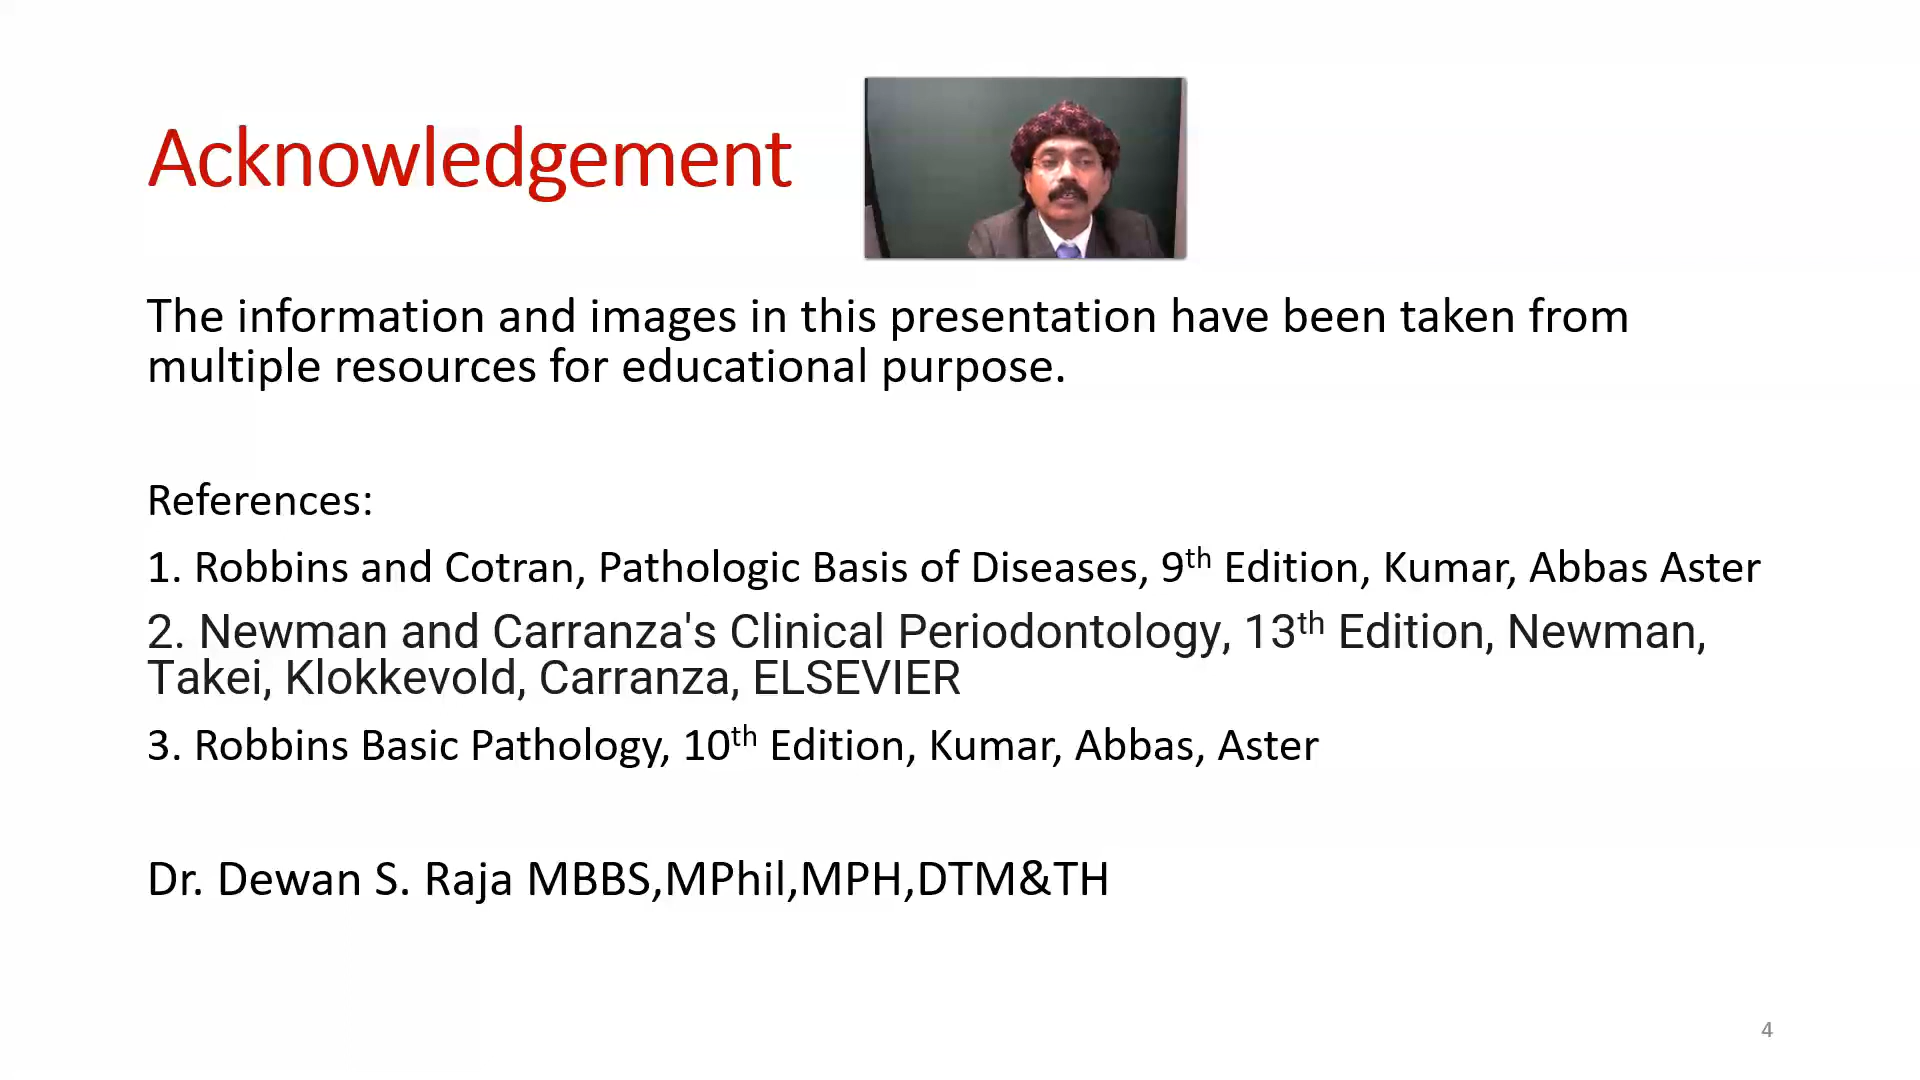 Acknowledgement
The information and images in this presentation have been taken from
multiple resources for educational purpose.
References:
1. Robbins and Cotran, Pathologic Basis of Diseases, 9th Edition, Kumar, Abbas Aster
2. Newman and Carranza's Clinical Periodontology, 13th Edition, Newman,
Takei, Klokkevold, Carranza, ELSEVIER
3. Robbins Basic Pathology, 10th Edition, Kumar, Abbas, Aster
Dr. Dewan S. Raja MBBS,MPhil,MPH,DTM&TH
4